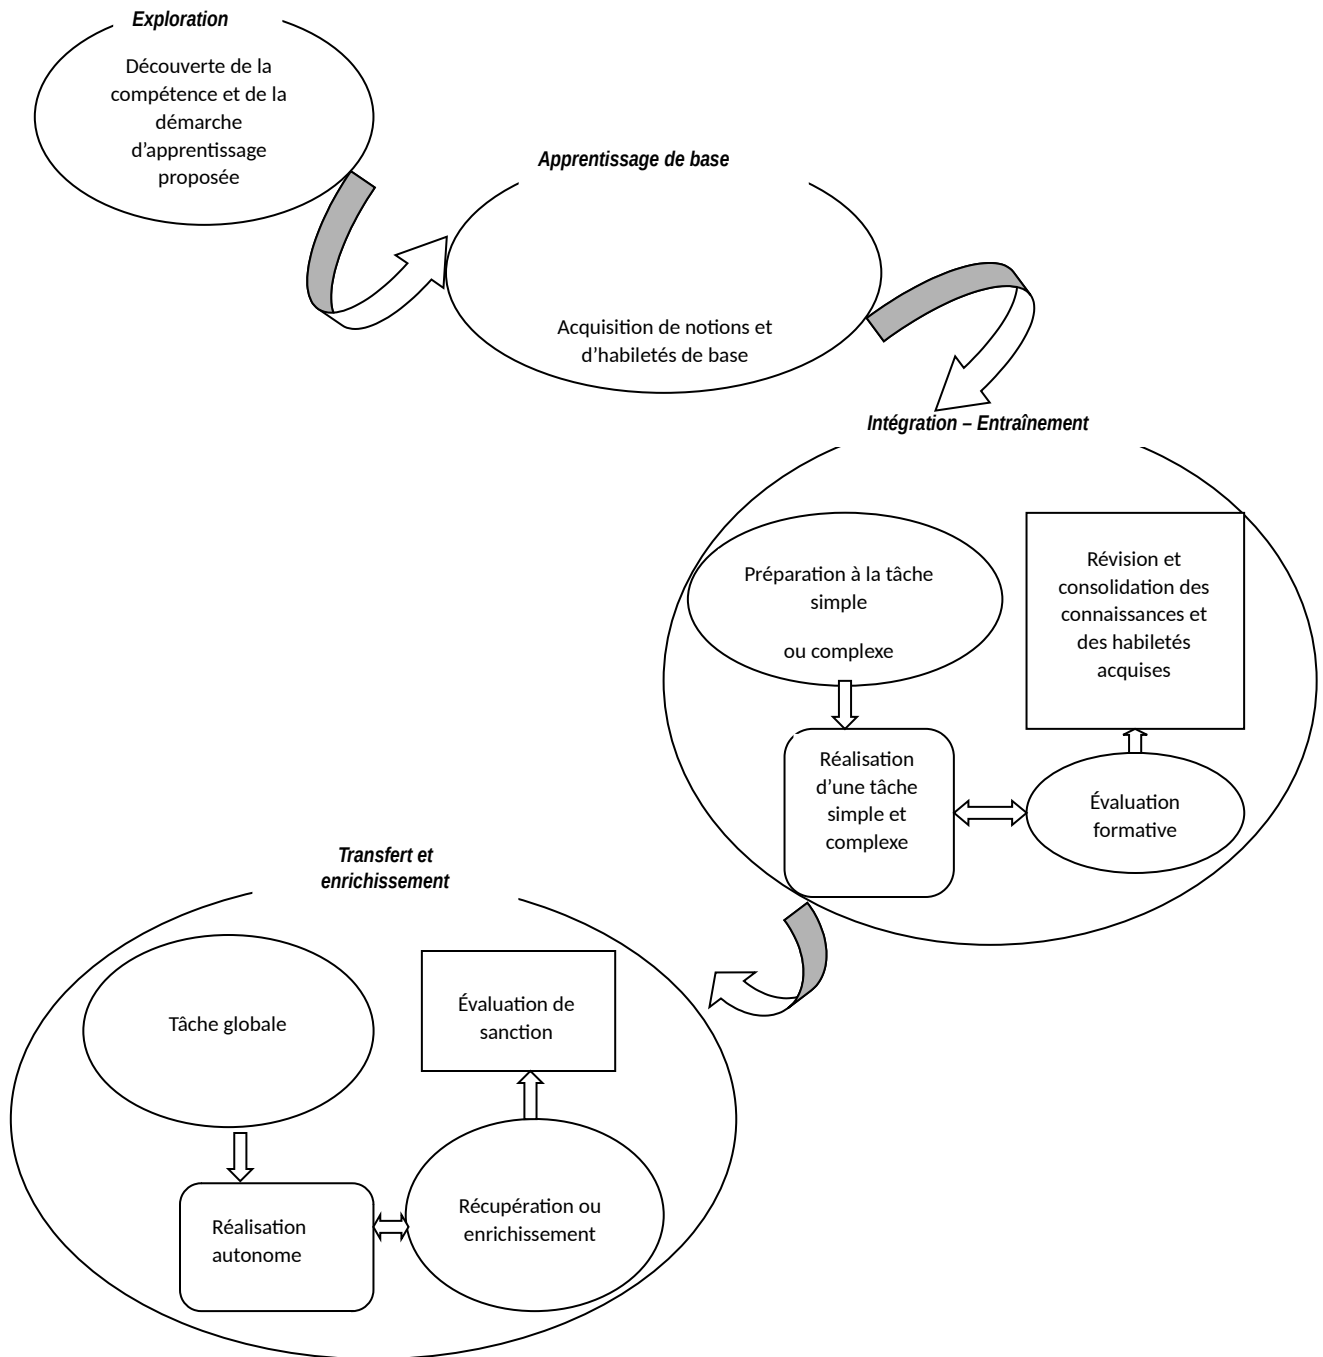 Exploration
Découverte de la
compétence et de la
démarche
d'apprentissage
proposée
Apprentissage de base
Acquisition de notions et
d'habiletés de base
Intégration – Entraînement
Préparation à la tâche
simple
ou complexe
Révision et
consolidation des
connaissances et
des habiletés
acquises
Réalisation
d'une tâche
simple et
complexe
Évaluation
formative
Transfert et
enrichissement
Tâche globale
Évaluation de
sanction
Réalisation
autonome
Récupération ou
enrichissement